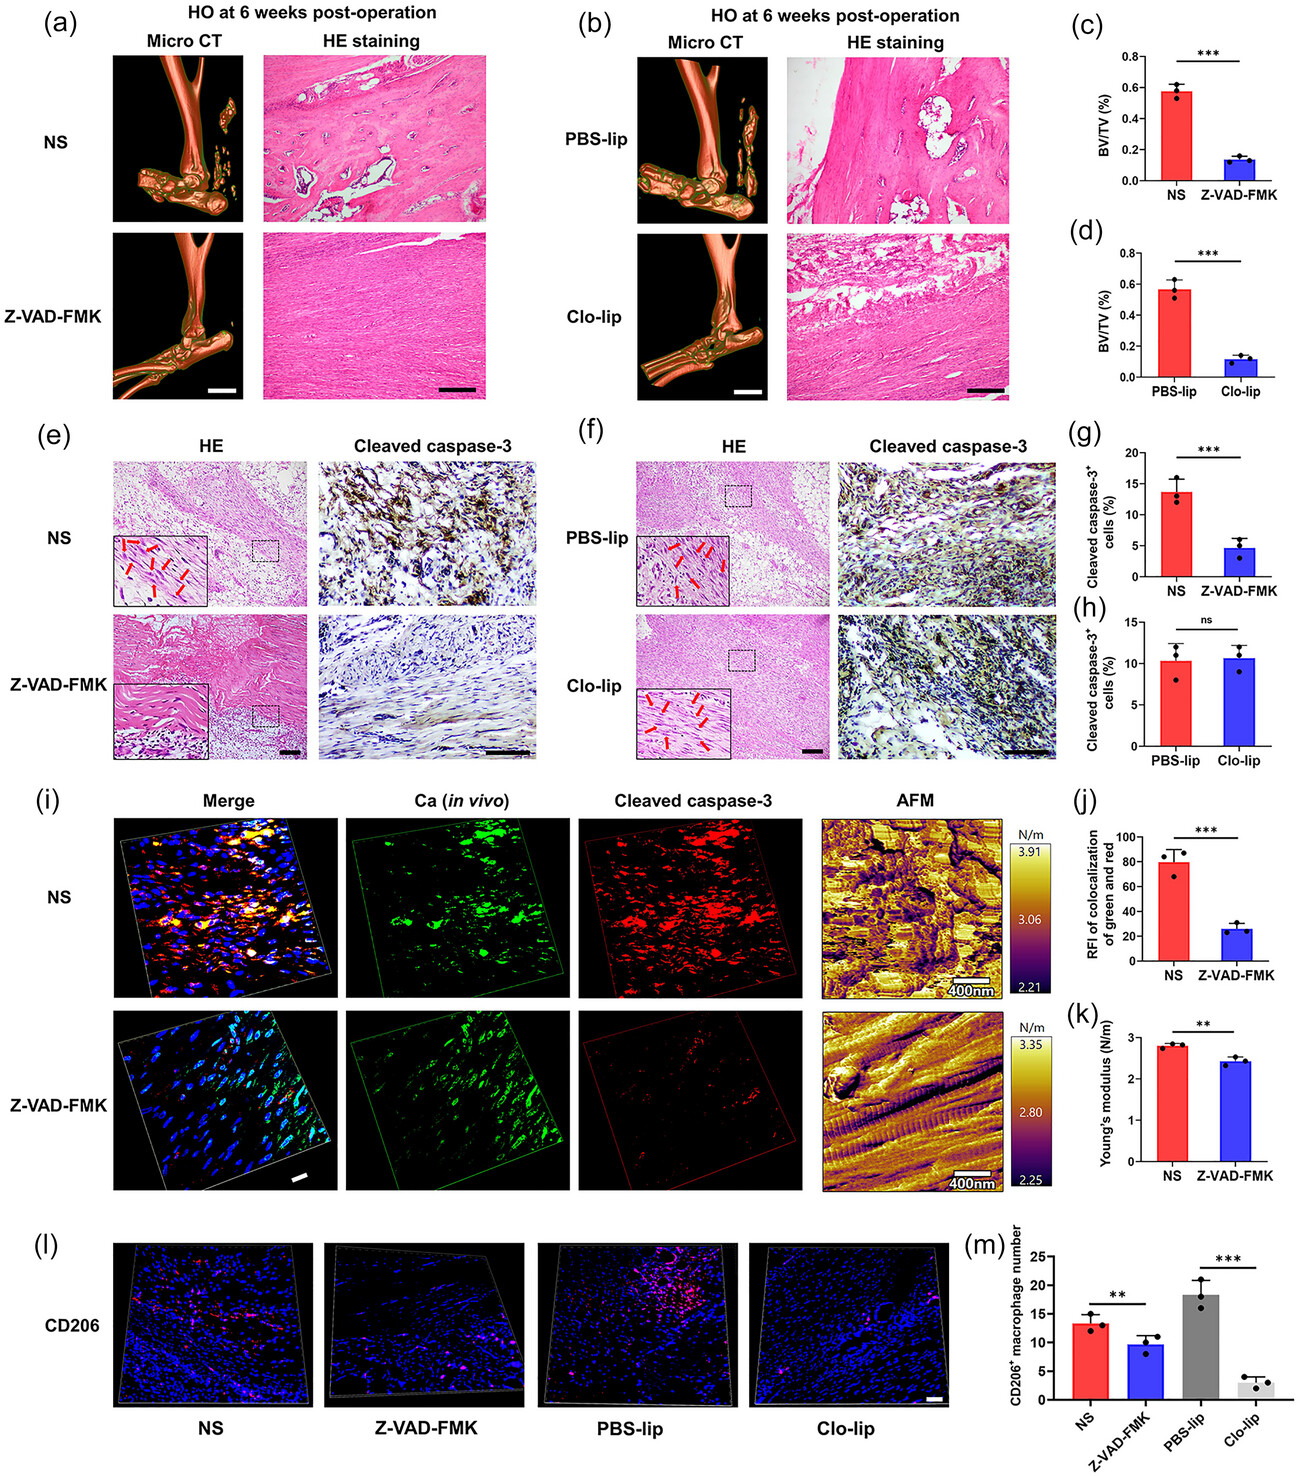 (a)
HO at 6 weeks post-operation
Micro CT
HE staining
NS
Z-VAD-FMK
(b)
HO at 6 weeks post-operation
Micro CT
HE staining
PBS-lip
Clo-lip
(c)
BV/TV (%)
0.8
0.6
0.4
0.2
0.0
***
NS
Z-VAD-FMK
(d)
BV/TV (%)
0.8
0.6
0.4
0.2
0.0
***
PBS-lip
Clo-lip
(e)
HE
Cleaved caspase-3
NS
Z-VAD-FMK
(f)
HE
Cleaved caspase-3
PBS-lip
Clo-lip
(g)
Cleaved caspase-3⁺
cells (%)
20
15
10
5
0
***
NS
Z-VAD-FMK
(h)
Cleaved caspase-3⁺
cells (%)
15
10
5
0
ns
PBS-lip
Clo-lip
(i)
Merge
Ca (in vivo)
Cleaved caspase-3
AFM
NS
N/m
3.91
3.06
2.21
400nm
Z-VAD-FMK
N/m
3.35
2.80
2.25
400nm
(j)
RFI of colocalization
of green and red
100
80
60
40
20
0
***
NS
Z-VAD-FMK
(k)
Young's modulus (N/m)
3
2
1
0
**
NS
Z-VAD-FMK
(l)
CD206
NS
Z-VAD-FMK
PBS-lip
Clo-lip
(m)
CD206⁺ macrophage number
25
20
15
10
5
0
**
***
NS
Z-VAD-FMK
PBS-lip
Clo-lip